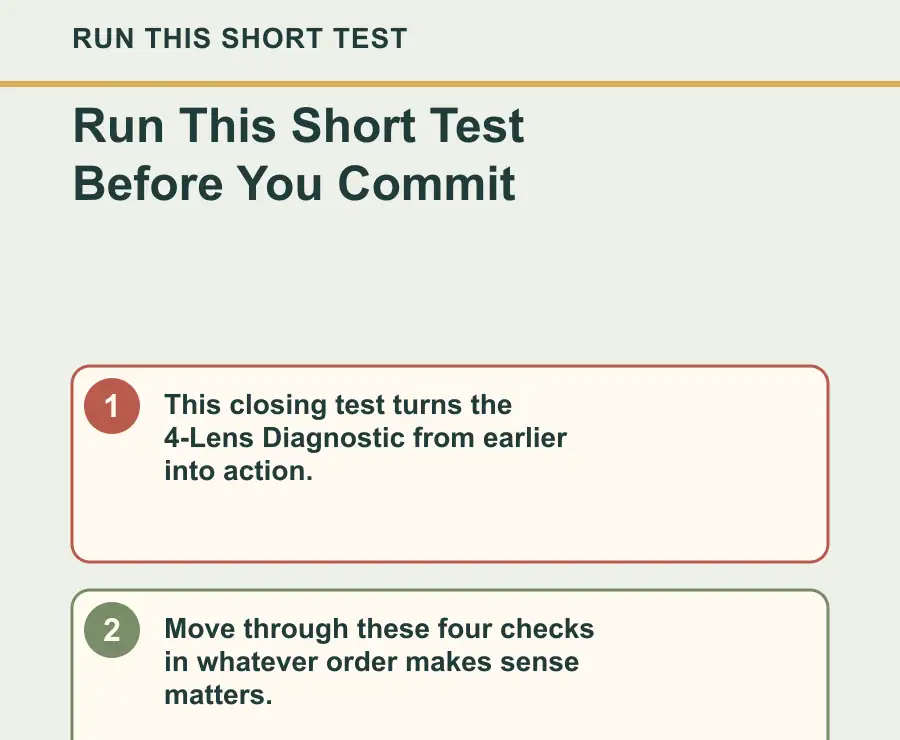 RUN THIS SHORT TEST
Run This Short Test
Before You Commit
1
This closing test turns the
4-Lens Diagnostic from earlier
into action.
2
Move through these four checks
in whatever order makes sense
matters.